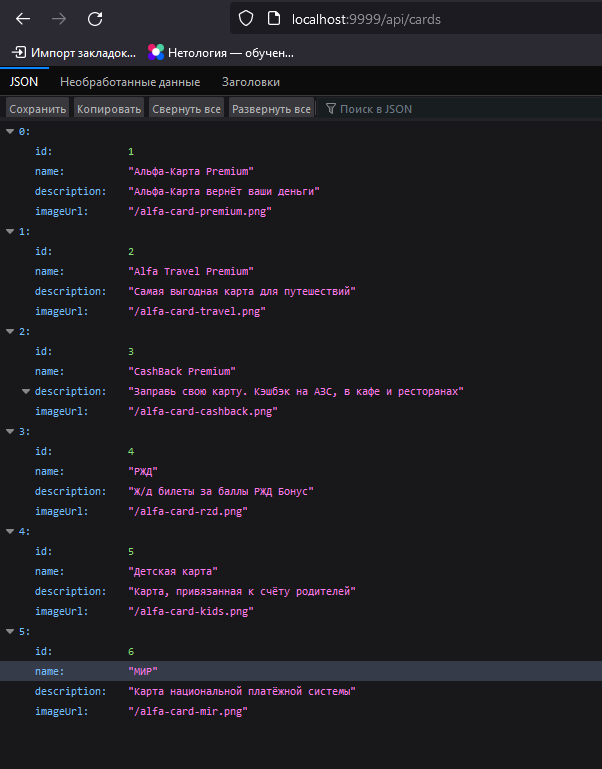 localhost:9999/api/cards
Импорт закладок... Нетология — обучен...
JSON Необработанные данные Заголовки
Сохранить Копировать Свернуть все Развернуть все Поиск в JSON
0:
id: 1
name: "Альфа-Карта Premium"
description: "Альфа-Карта вернёт ваши деньги"
imageUrl: "/alfa-card-premium.png"
1:
id: 2
name: "Alfa Travel Premium"
description: "Самая выгодная карта для путешествий"
imageUrl: "/alfa-card-travel.png"
2:
id: 3
name: "CashBack Premium"
description: "Заправь свою карту. Кэшбэк на АЗС, в кафе и ресторанах"
imageUrl: "/alfa-card-cashback.png"
3:
id: 4
name: "РЖД"
description: "Ж/д билеты за баллы РЖД Бонус"
imageUrl: "/alfa-card-rzd.png"
4:
id: 5
name: "Детская карта"
description: "Карта, привязанная к счёту родителей"
imageUrl: "/alfa-card-kids.png"
5:
id: 6
name: "МИР"
description: "Карта национальной платёжной системы"
imageUrl: "/alfa-card-mir.png"